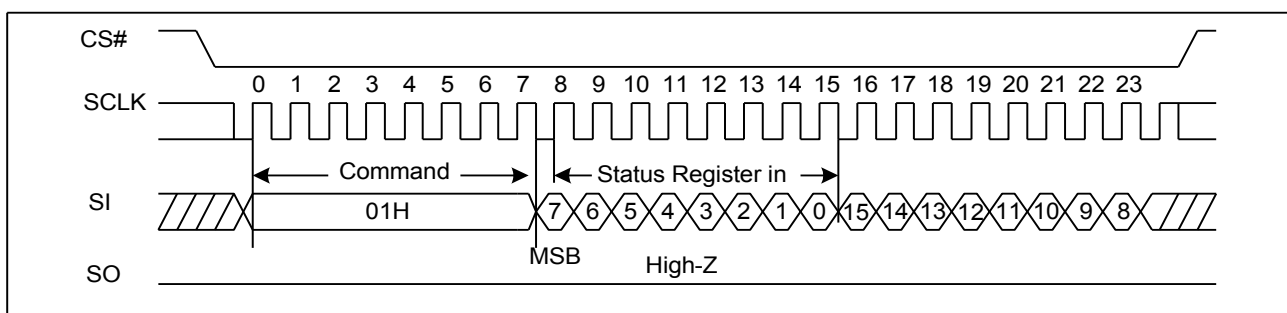 CS#
0 1 2 3 4 5 6 7 8 9 10 11 12 13 14 15 16 17 18 19 20 21 22 23
SCLK
Command Status Register in
SI 01H 7 6 5 4 3 2 1 0 15 14 13 12 11 10 9 8
MSB High-Z
SO